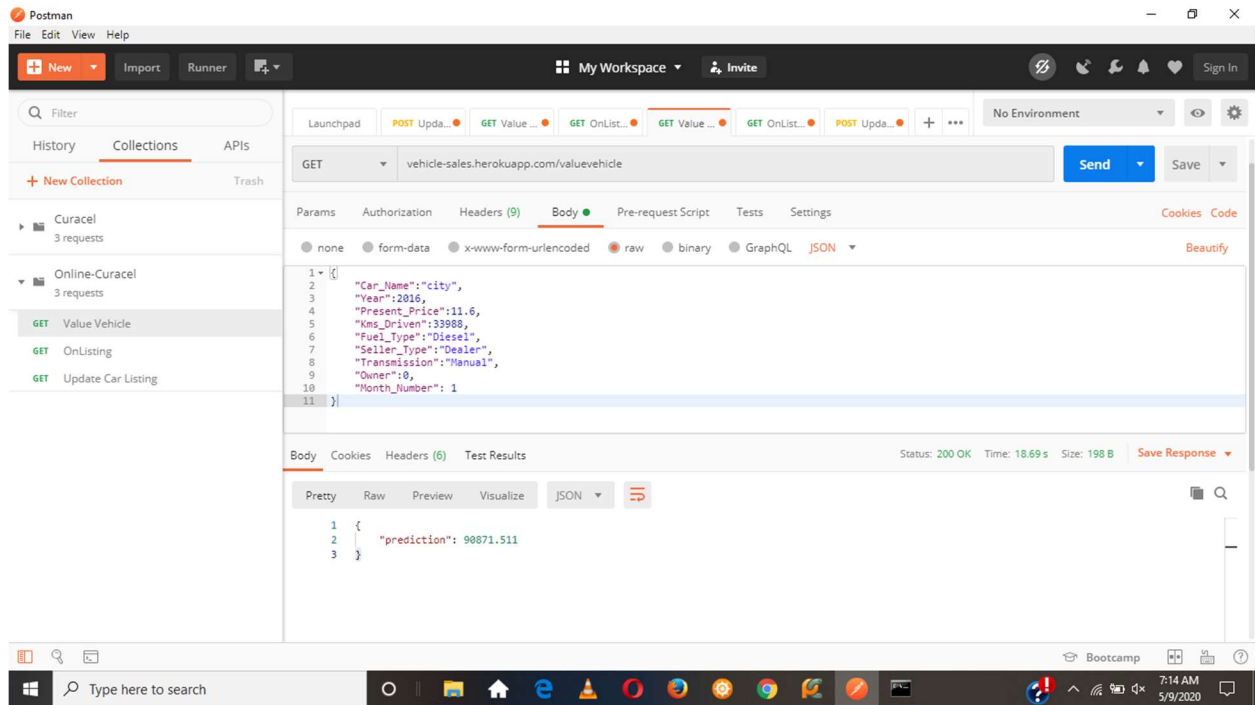 Postman
File Edit View Help
New Import Runner My Workspace Invite Sign In
Filter
History Collections APIs
+ New Collection Trash
Curacel
3 requests
Online-Curacel
3 requests
GET Value Vehicle
GET OnListing
GET Update Car Listing
Launchpad POST Upda... GET Value ... GET OnList... GET Value ... GET OnList... POST Upda... + ••• No Environment
GET vehicle-sales.herokuapp.com/valuevehicle Send Save
Params Authorization Headers (9) Body Pre-request Script Tests Settings Cookies Code
none form-data x-www-form-urlencoded raw binary GraphQL JSON Beautify
1 {
2 "Car_Name":"city",
3 "Year":2016,
4 "Present_Price":11.6,
5 "Kms_Driven":33988,
6 "Fuel_Type":"Diesel",
7 "Seller_Type":"Dealer",
8 "Transmission":"Manual",
9 "Owner":0,
10 "Month_Number": 1
11 }
Body Cookies Headers (6) Test Results Status: 200 OK Time: 18.69 s Size: 198 B Save Response
Pretty Raw Preview Visualize JSON
1 {
2 "prediction": 90871.511
3 }
Bootcamp
Type here to search
7:14 AM
5/9/2020